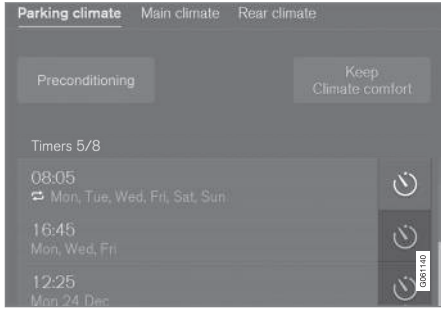 Parking climate Main climate Rear climate
Preconditioning
Keep
Climate comfort
Timers 5/8
08:05
Mon, Tue, Wed, Fri, Sat, Sun
16:45
Mon, Wed, Fri
12:25
Mon 24 Dec
G061140